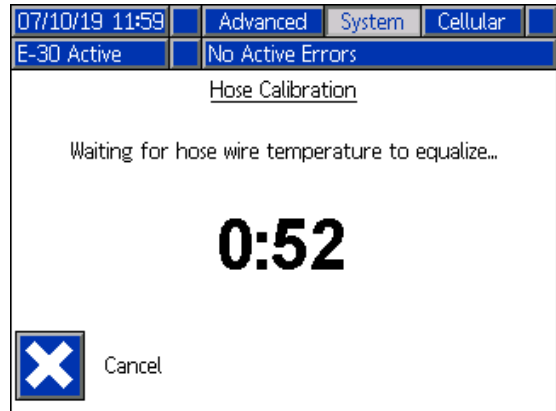 07/10/19 11:59 Advanced System Cellular
E-30 Active No Active Errors
Hose Calibration
Waiting for hose wire temperature to equalize...
0:52
Cancel